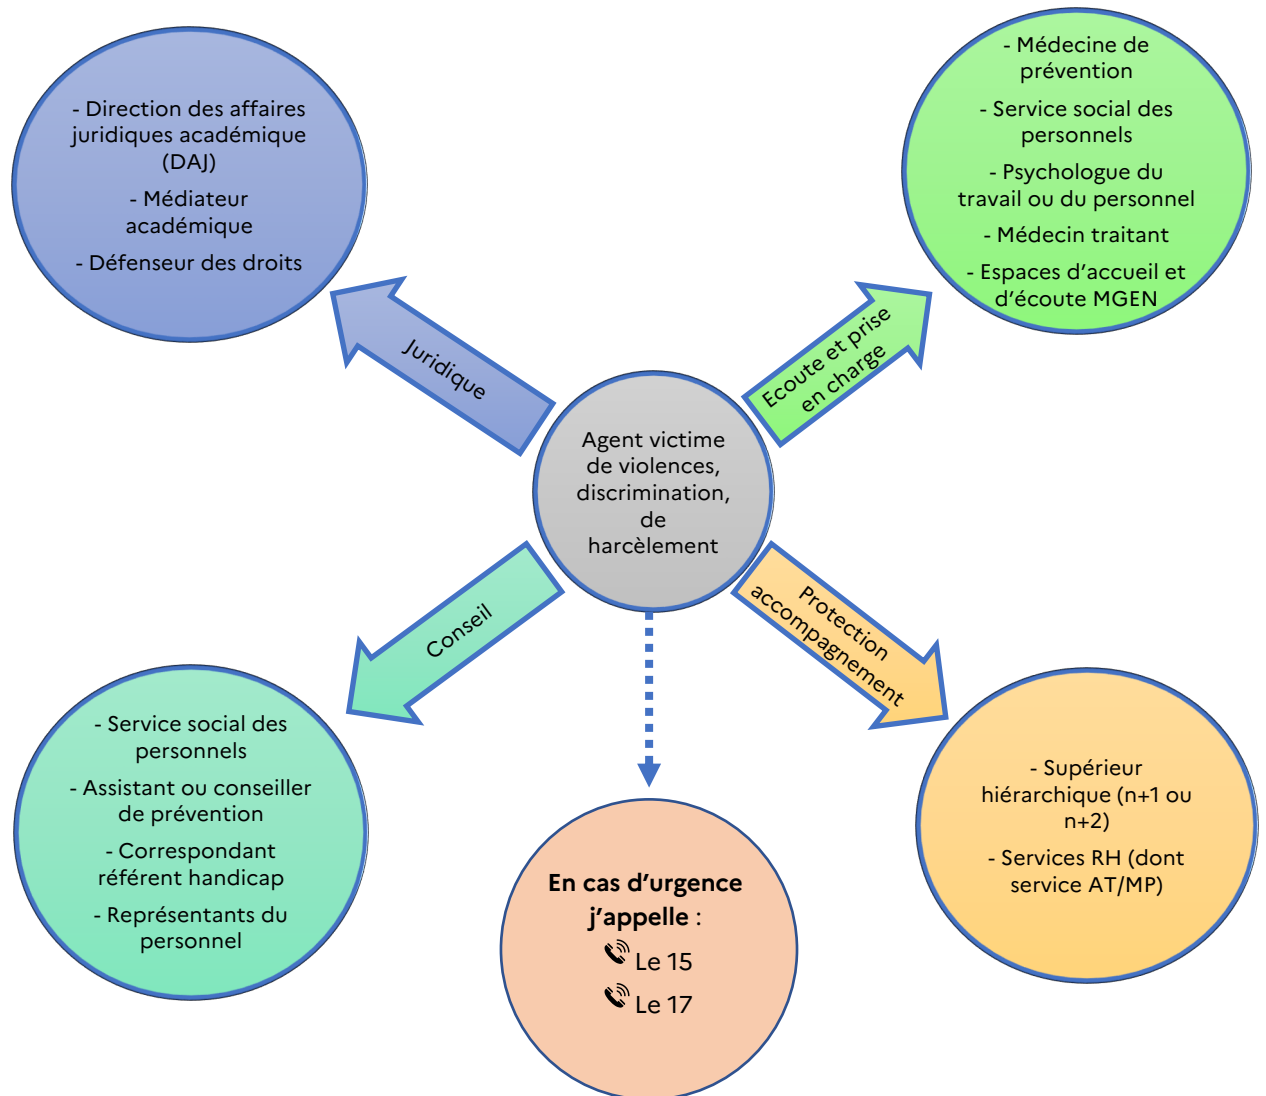 - Direction des affaires
juridiques académique
(DAJ)
- Médiateur
académique
- Défenseur des droits
- Médecine de
prévention
- Service social des
personnels
- Psychologue du
travail ou du personnel
- Médecin traitant
- Espaces d’accueil et
d’écoute MGEN
Juridique
Ecoute et prise
en charge
Agent victime
de violences,
discrimination,
de
harcèlement
Conseil
Protection
accompagnement
- Service social des
personnels
- Assistant ou conseiller
de prévention
- Correspondant
référent handicap
- Représentants du
personnel
En cas d’urgence
j’appelle :
Le 15
Le 17
- Supérieur
hiérarchique (n+1 ou
n+2)
- Services RH (dont
service AT/MP)